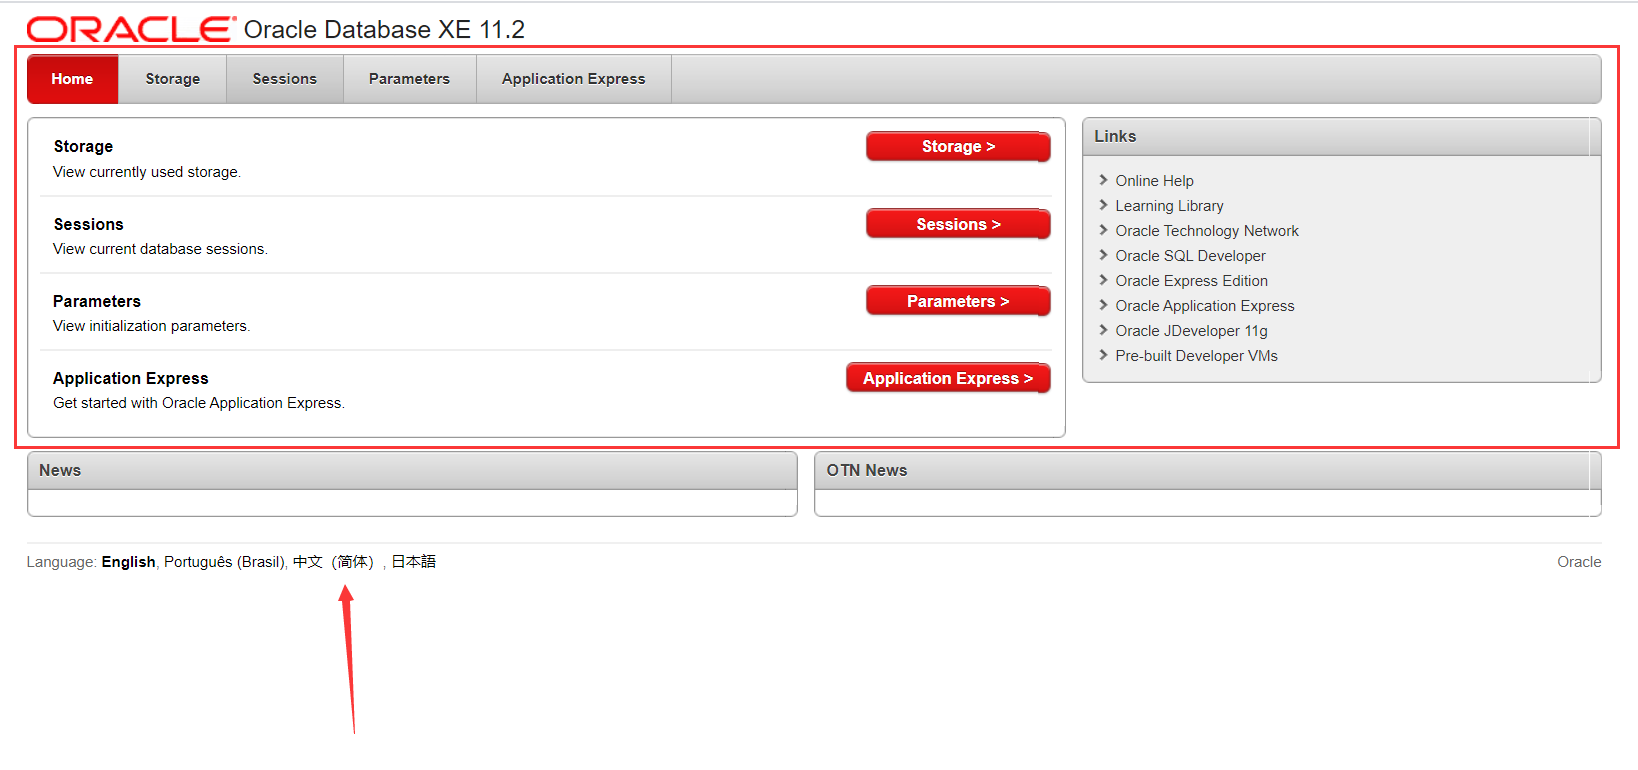 ORACLE Oracle Database XE 11.2
Home Storage Sessions Parameters Application Express
Storage
View currently used storage.
Storage >
Sessions
View current database sessions.
Sessions >
Parameters
View initialization parameters.
Parameters >
Application Express
Get started with Oracle Application Express.
Application Express >
Links
Online Help
Learning Library
Oracle Technology Network
Oracle SQL Developer
Oracle Express Edition
Oracle Application Express
Oracle JDeveloper 11g
Pre-built Developer VMs
News
OTN News
Language: English, Português (Brasil), 中文（简体）, 日本語
Oracle